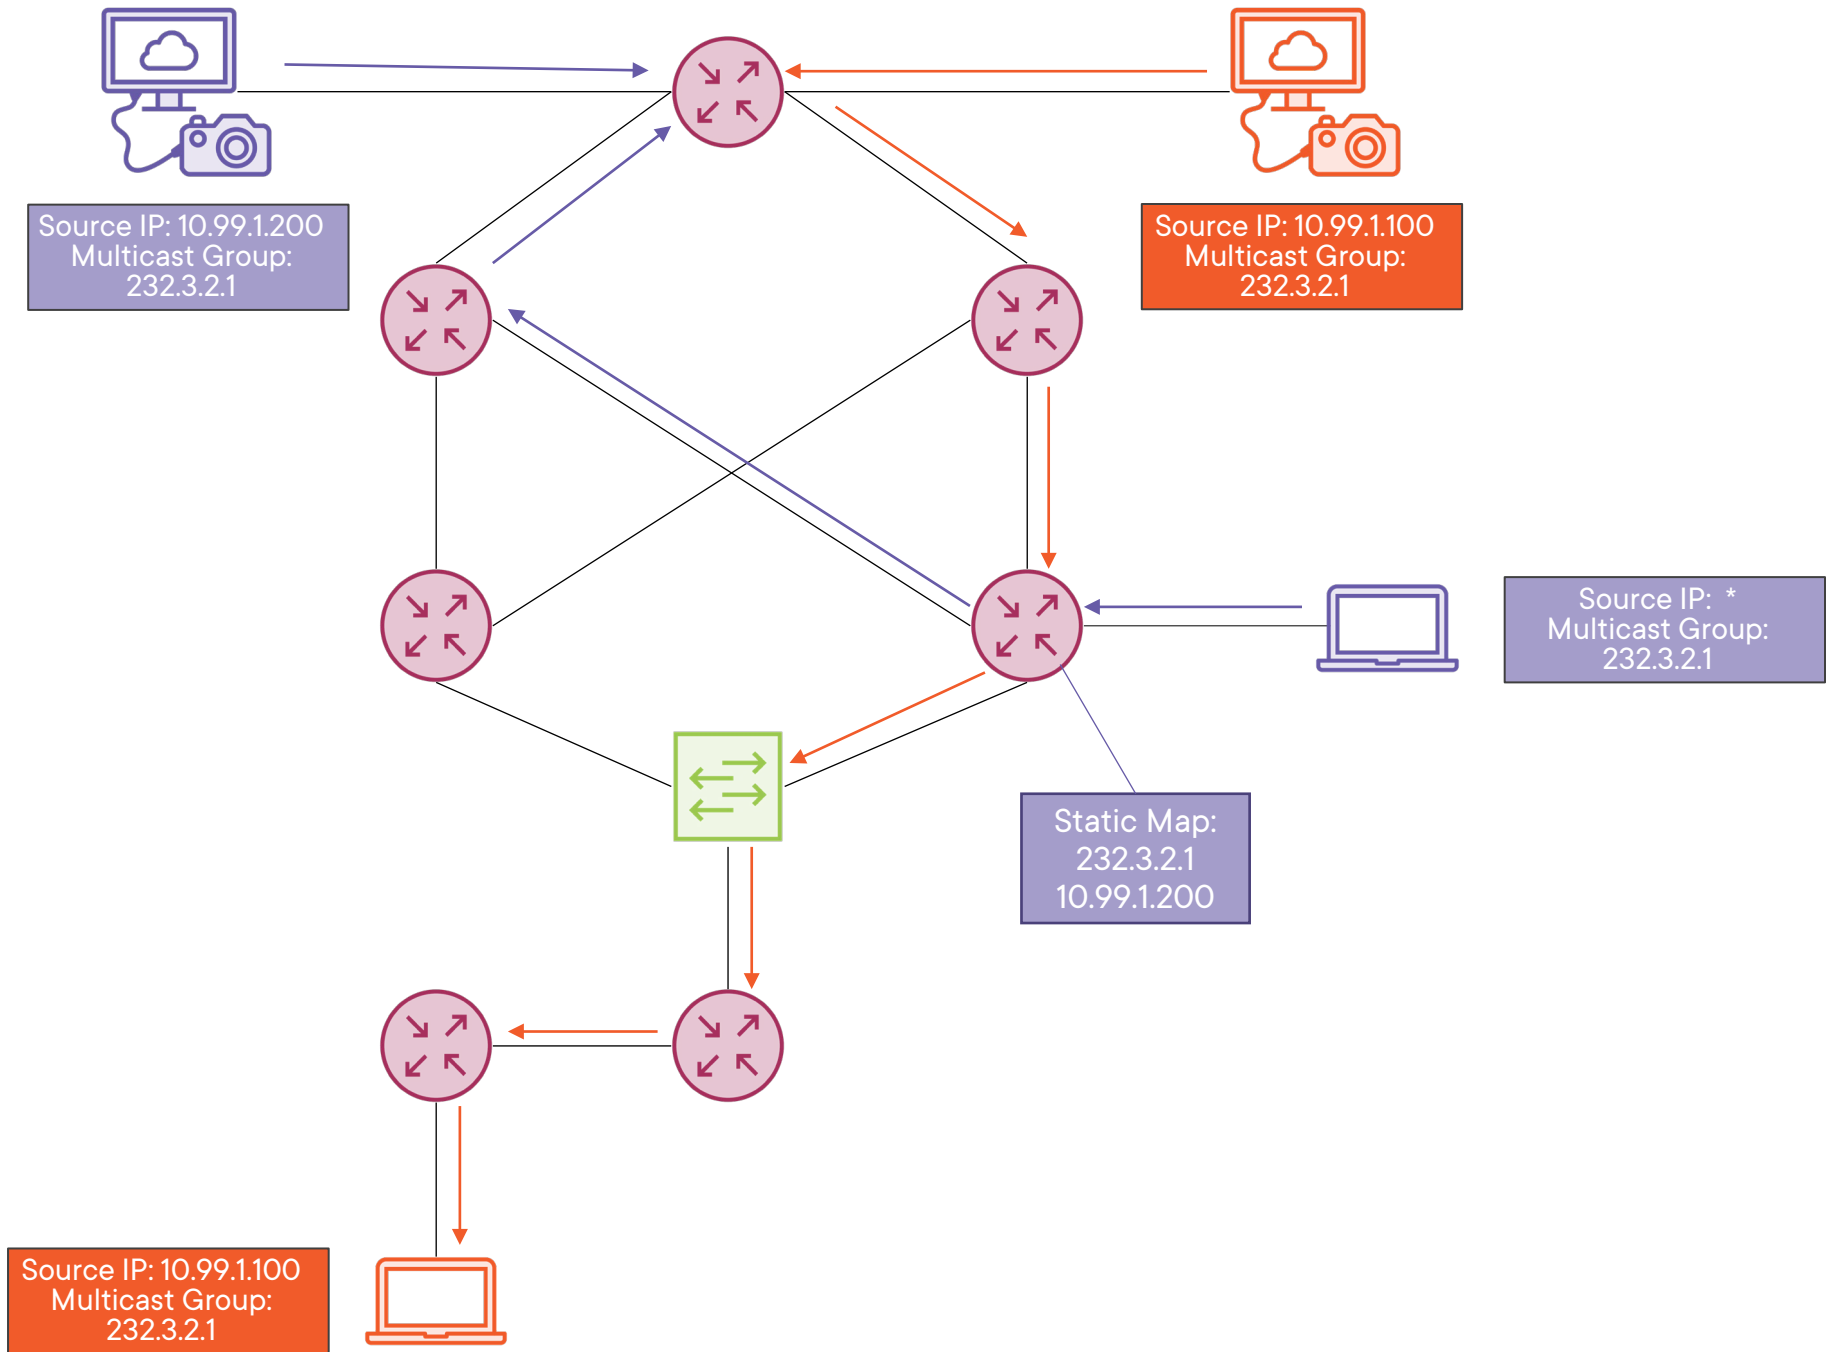 Source IP: 10.99.1.200
Multicast Group:
232.3.2.1
Source IP: 10.99.1.100
Multicast Group:
232.3.2.1
Source IP: *
Multicast Group:
232.3.2.1
Static Map:
232.3.2.1
10.99.1.200
Source IP: 10.99.1.100
Multicast Group:
232.3.2.1